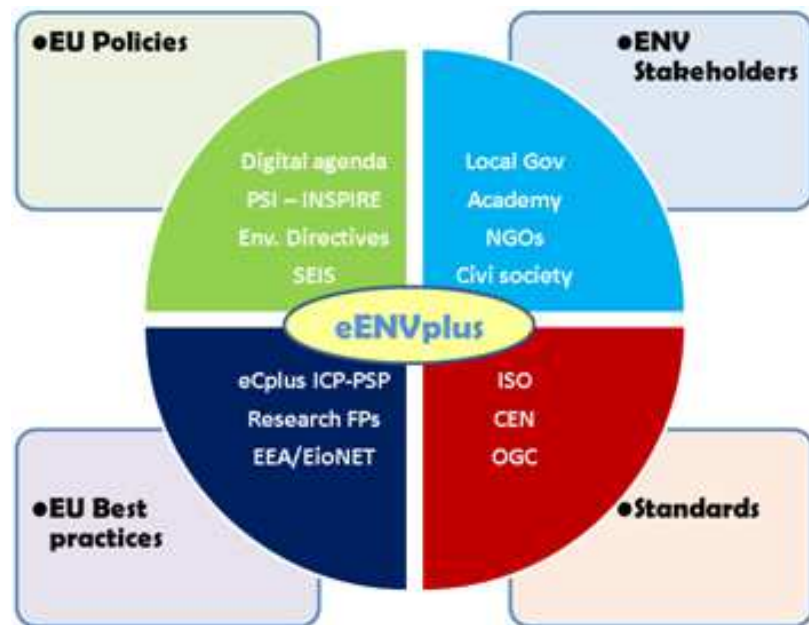 ●EU Policies
●ENV
Stakeholders
Digital agenda
PSI – INSPIRE
Env. Directives
SEIS
Local Gov
Academy
NGOs
Civi society
eENVplus
eCplus ICP-PSP
Research FPs
EEA/EioNET
ISO
CEN
OGC
●EU Best
practices
●Standards